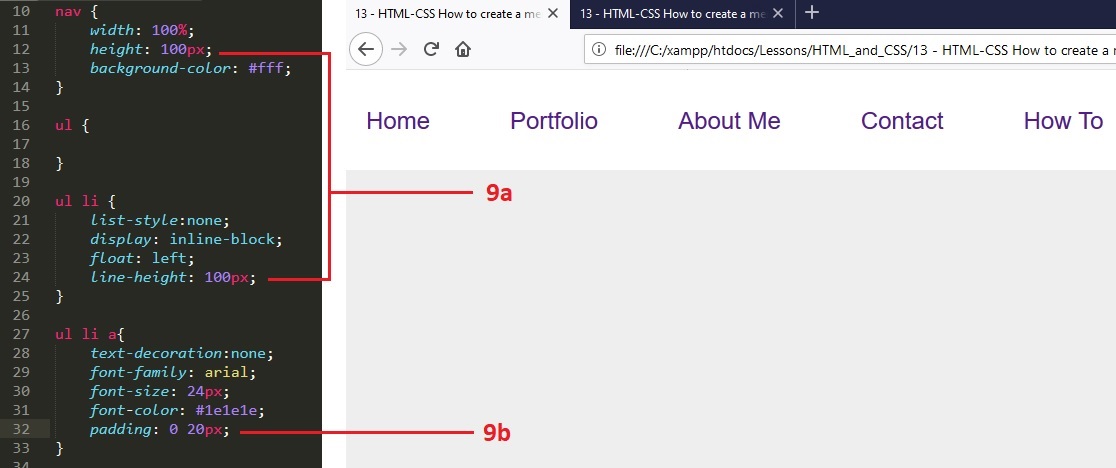 10 nav {
11 width: 100%;
12 height: 100px;
13 background-color: #fff;
14 }
15
16 ul {
17
18 }
19
20 ul li {
21 list-style:none;
22 display: inline-block;
23 float: left;
24 line-height: 100px;
25 }
26
27 ul li a{
28 text-decoration:none;
29 font-family: arial;
30 font-size: 24px;
31 font-color: #1e1e1e;
32 padding: 0 20px;
33 }
34
9a
9b
13 - HTML-CSS How to create a me × 13 - HTML-CSS How to create a me × +
file:///C:/xampp/htdocs/Lessons/HTML_and_CSS/13 - HTML-CSS How to create a
Home Portfolio About Me Contact How To